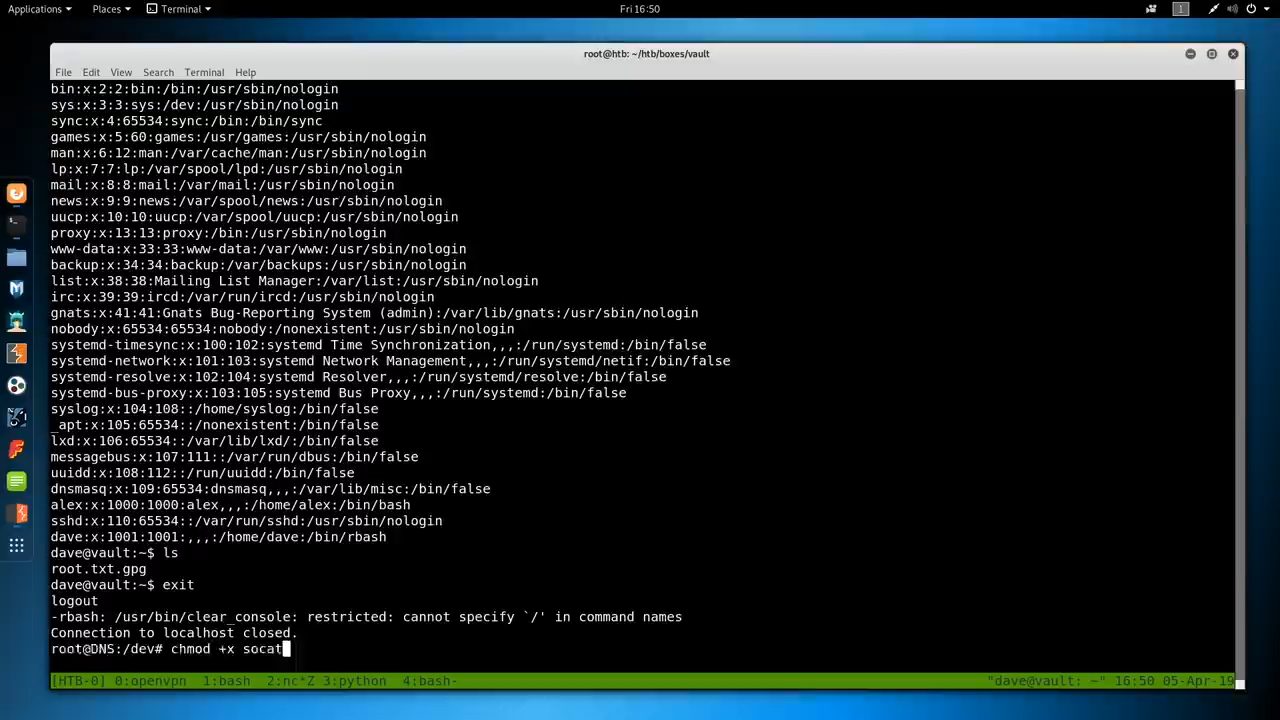 Applications
Places
Terminal
Fri 16:50
1
root@htb: ~/htb/boxes/vault
File Edit View Search Terminal Help
bin:x:2:2:bin:/bin:/usr/sbin/nologin
sys:x:3:3:sys:/dev:/usr/sbin/nologin
sync:x:4:65534:sync:/bin:/bin/sync
games:x:5:60:games:/usr/games:/usr/sbin/nologin
man:x:6:12:man:/var/cache/man:/usr/sbin/nologin
lp:x:7:7:lp:/var/spool/lpd:/usr/sbin/nologin
mail:x:8:8:mail:/var/mail:/usr/sbin/nologin
news:x:9:9:news:/var/spool/news:/usr/sbin/nologin
uucp:x:10:10:uucp:/var/spool/uucp:/usr/sbin/nologin
proxy:x:13:13:proxy:/bin:/usr/sbin/nologin
www-data:x:33:33:www-data:/var/www:/usr/sbin/nologin
backup:x:34:34:backup:/var/backups:/usr/sbin/nologin
list:x:38:38:Mailing List Manager:/var/list:/usr/sbin/nologin
irc:x:39:39:ircd:/var/run/ircd:/usr/sbin/nologin
gnats:x:41:41:Gnats Bug-Reporting System (admin):/var/lib/gnats:/usr/sbin/nologin
nobody:x:65534:65534:nobody:/nonexistent:/usr/sbin/nologin
systemd-timesync:x:100:102:systemd Time Synchronization,,,:/run/systemd:/bin/false
systemd-network:x:101:103:systemd Network Management,,,:/run/systemd/netif:/bin/false
systemd-resolve:x:102:104:systemd Resolver,,,:/run/systemd/resolve:/bin/false
systemd-bus-proxy:x:103:105:systemd Bus Proxy,,,:/run/systemd:/bin/false
syslog:x:104:108::/home/syslog:/bin/false
_apt:x:105:65534::/nonexistent:/bin/false
lxd:x:106:65534::/var/lib/lxd/:/bin/false
messagebus:x:107:111::/var/run/dbus:/bin/false
uuidd:x:108:112::/run/uuidd:/bin/false
dnsmasq:x:109:65534:dnsmasq,,,:/var/lib/misc:/bin/false
alex:x:1000:1000:alex,,,:/home/alex:/bin/bash
sshd:x:110:65534::/var/run/sshd:/usr/sbin/nologin
dave:x:1001:1001:,,,:/home/dave:/bin/rbash
dave@vault:~$ ls
root.txt.gpg
dave@vault:~$ exit
logout
-rbash: /usr/bin/clear_console: restricted: cannot specify `/' in command names
Connection to localhost closed.
root@DNS:/dev# chmod +x socat
[HTB-0] 0:openvpn  1:bash  2:nc*Z 3:python  4:bash-  "dave@vault: ~" 16:50 05-Apr-19